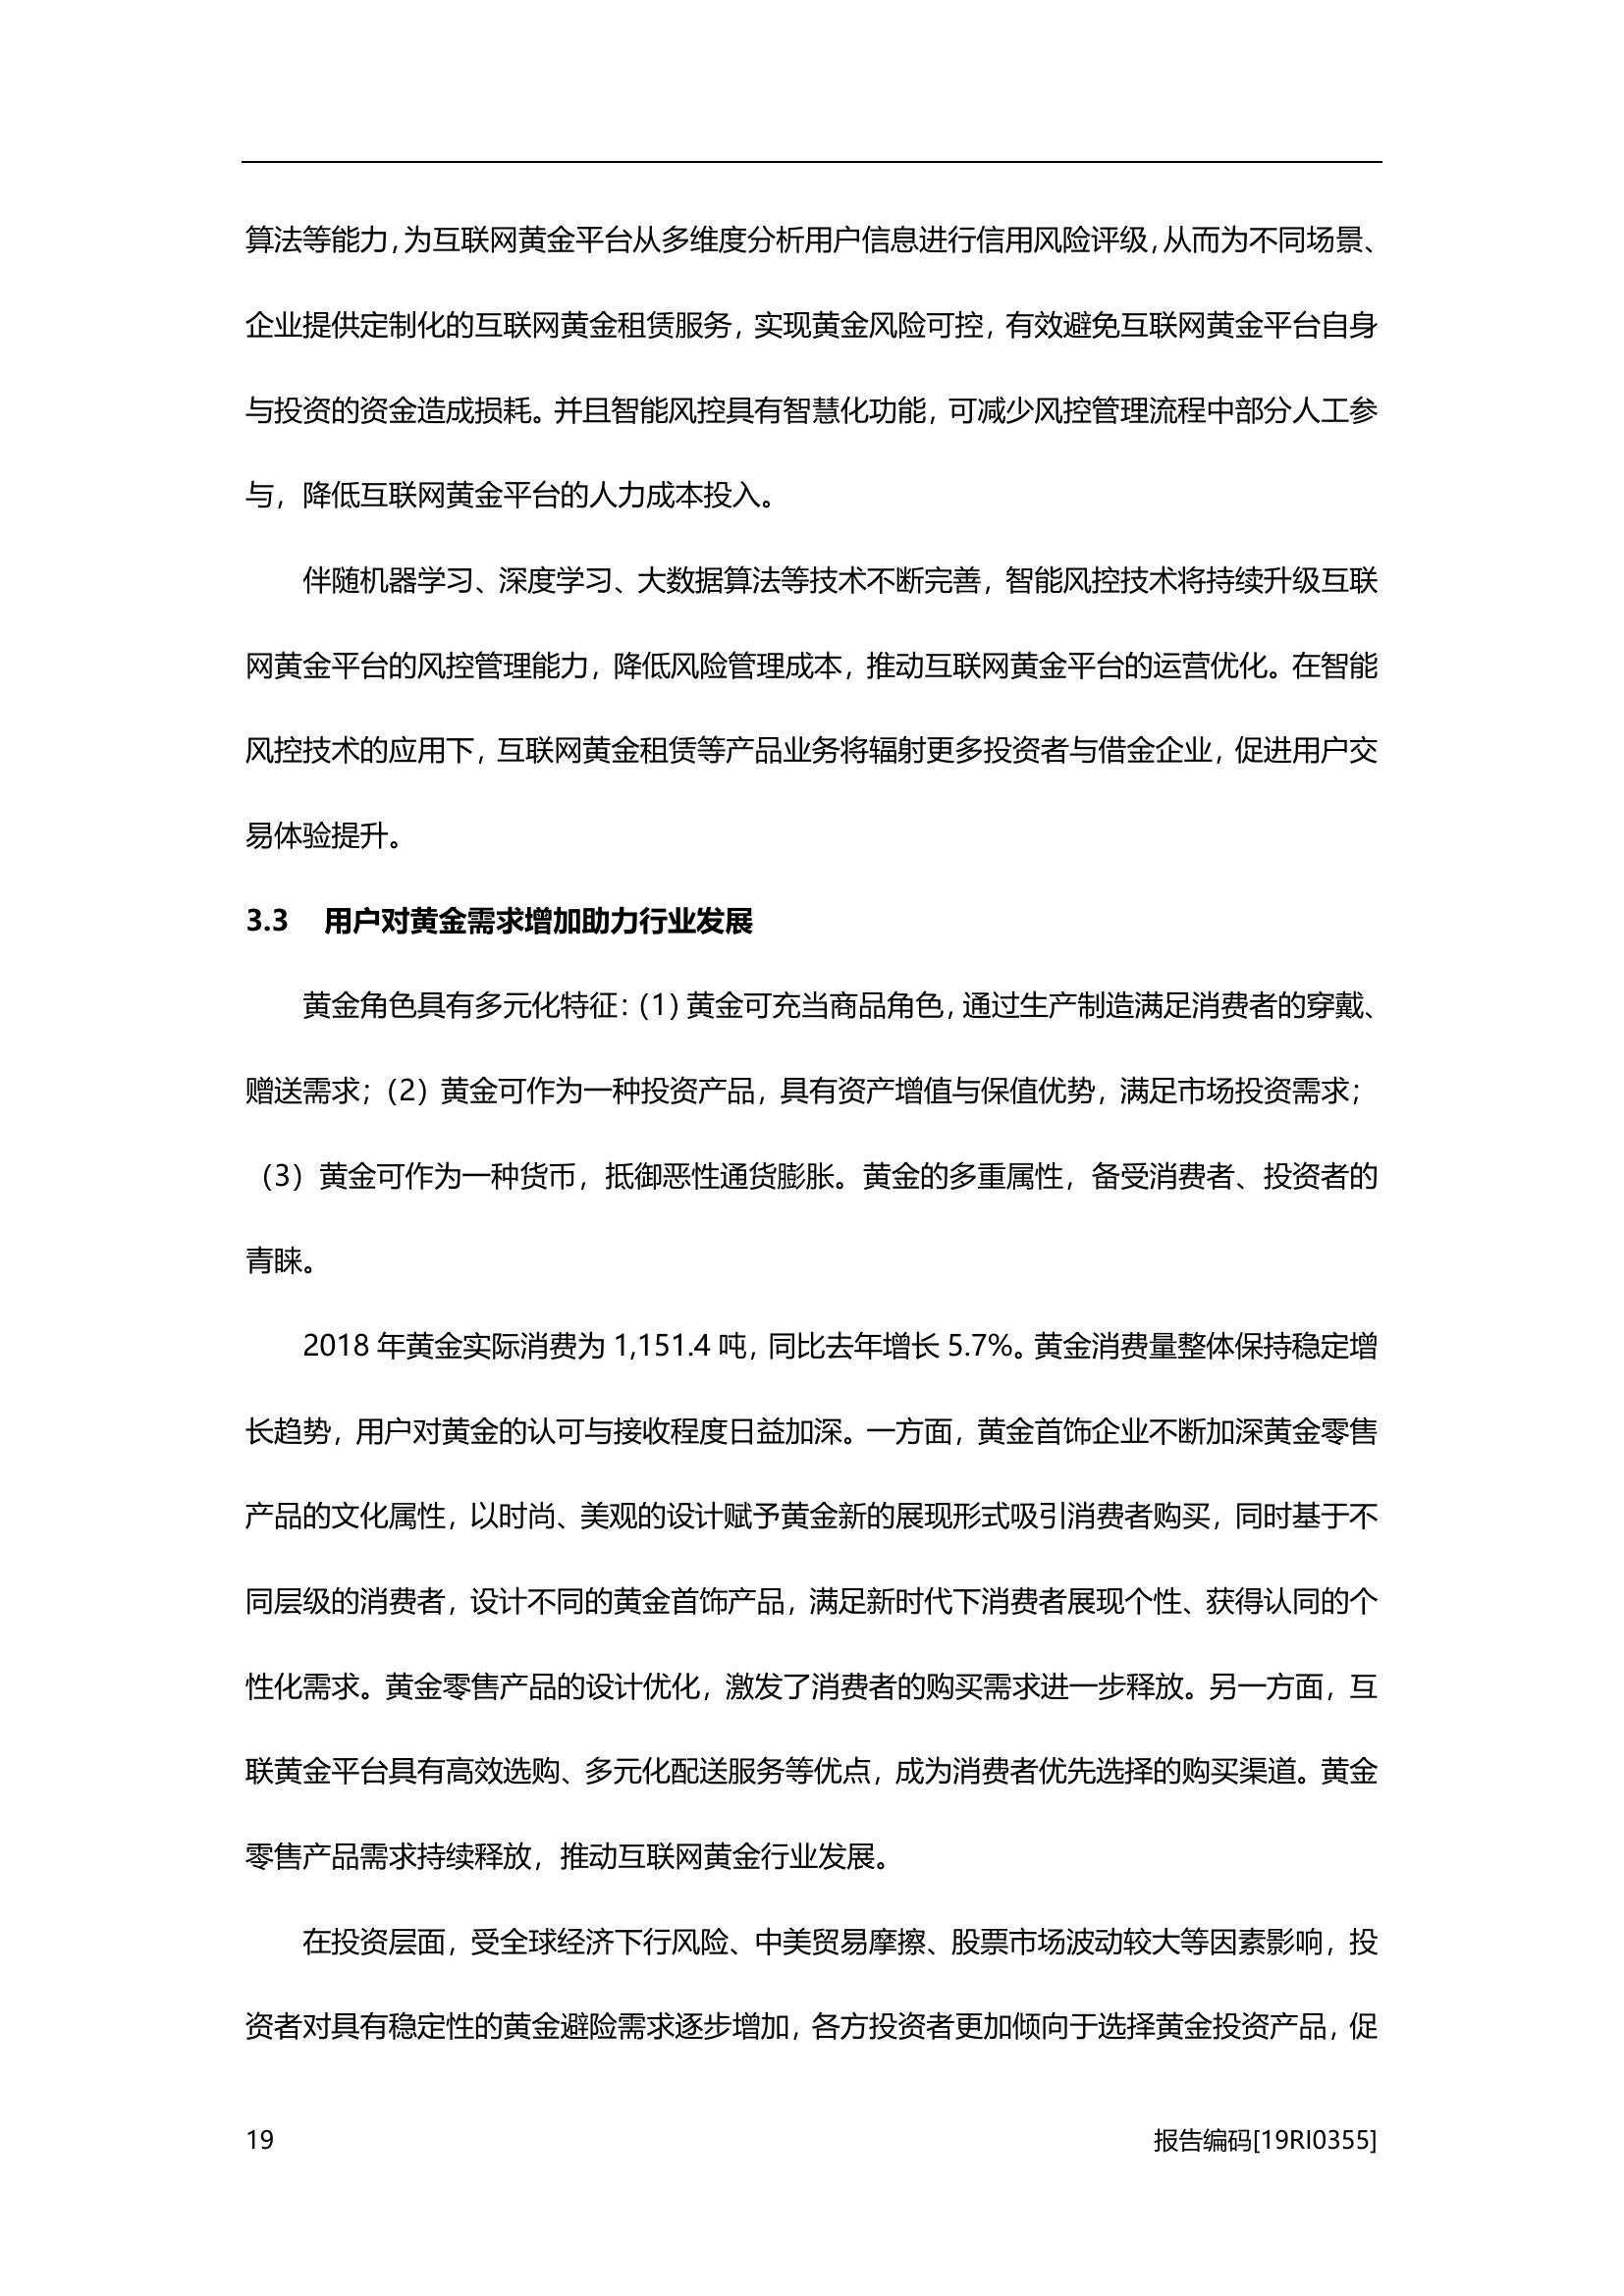 算法等能力，为互联网黄金平台从多维度分析用户信息进行信用风险评级，从而为不同场景、
企业提供定制化的互联网黄金租赁服务，实现黄金风险可控，有效避免互联网黄金平台自身
与投资的资金造成损耗。并且智能风控具有智慧化功能，可减少风控管理流程中部分人工参
与，降低互联网黄金平台的人力成本投入。
伴随机器学习、深度学习、大数据算法等技术不断完善，智能风控技术将持续升级互联
网黄金平台的风控管理能力，降低风险管理成本，推动互联网黄金平台的运营优化。在智能
风控技术的应用下，互联网黄金租赁等产品业务将辐射更多投资者与借金企业，促进用户交
易体验提升。
3.3 用户对黄金需求增加助力行业发展
黄金角色具有多元化特征：（1）黄金可充当商品角色，通过生产制造满足消费者的穿戴、
赠送需求；（2）黄金可作为一种投资产品，具有资产增值与保值优势，满足市场投资需求；
（3）黄金可作为一种货币，抵御恶性通货膨胀。黄金的多重属性，备受消费者、投资者的
青睐。
2018 年黄金实际消费为 1,151.4 吨，同比去年增长 5.7%。黄金消费量整体保持稳定增
长趋势，用户对黄金的认可与接收程度日益加深。一方面，黄金首饰企业不断加深黄金零售
产品的文化属性，以时尚、美观的设计赋予黄金新的展现形式吸引消费者购买，同时基于不
同层级的消费者，设计不同的黄金首饰产品，满足新时代下消费者展现个性、获得认同的个
性化需求。黄金零售产品的设计优化，激发了消费者的购买需求进一步释放。另一方面，互
联黄金平台具有高效选购、多元化配送服务等优点，成为消费者优先选择的购买渠道。黄金
零售产品需求持续释放，推动互联网黄金行业发展。
在投资层面，受全球经济下行风险、中美贸易摩擦、股票市场波动较大等因素影响，投
资者对具有稳定性的黄金避险需求逐步增加，各方投资者更加倾向于选择黄金投资产品，促
19 报告编码[19RI0355]